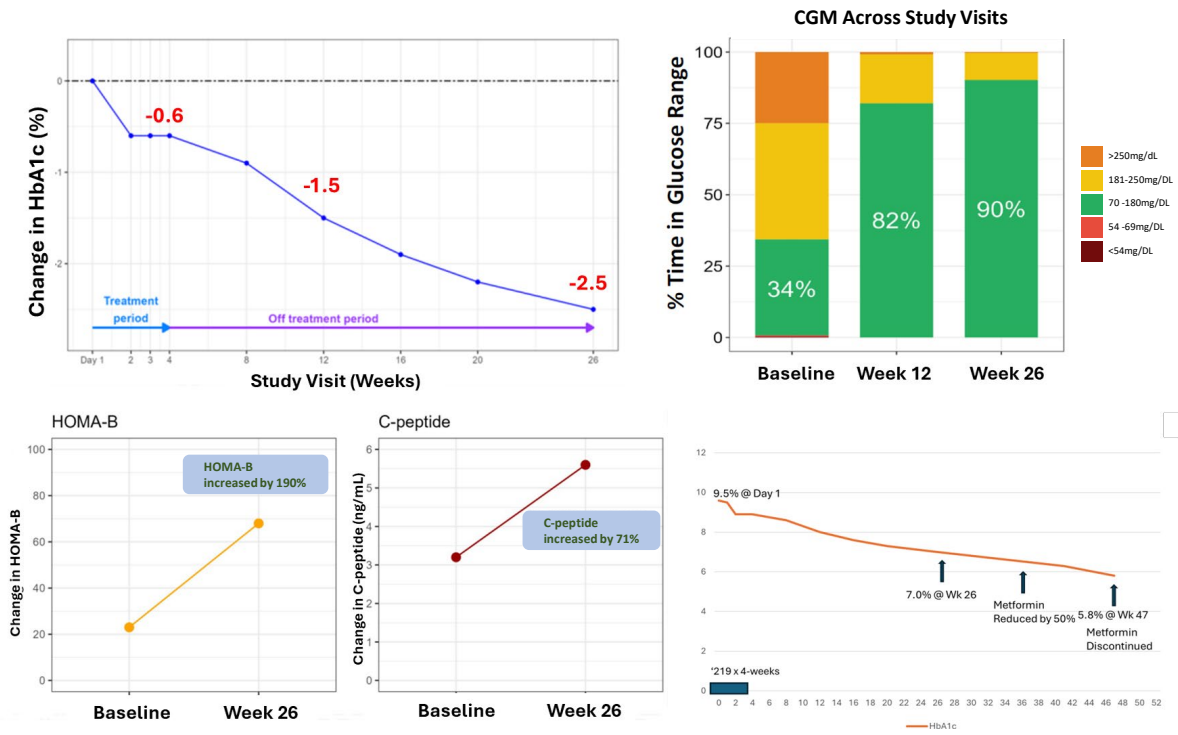 Change in HbA1c (%)
0
-1
-2
-0.6
-1.5
-2.5
Treatment
period
Off treatment period
Day 1 2 3 4 8 12 16 20 26
Study Visit (Weeks)
CGM Across Study Visits
% Time in Glucose Range
100
75
50
25
0
34%
82%
90%
Baseline Week 12 Week 26
>250mg/dL
181-250mg/DL
70 -180mg/DL
54 -69mg/DL
<54mg/DL
HOMA-B
Change in HOMA-B
100
80
60
40
20
0
HOMA-B
increased by 190%
Baseline Week 26
C-peptide
Change in C-peptide (ng/mL)
6
5
4
3
2
1
0
C-peptide
increased by 71%
Baseline Week 26
12
10
8
6
4
2
0
9.5% @ Day 1
7.0% @ Wk 26
Metformin
Reduced by 50%
5.8% @ Wk 47
Metformin
Discontinued
'219 x 4-weeks
0 2 4 6 8 10 12 14 16 18 20 22 24 26 28 30 32 34 36 38 40 42 44 46 48 50 52
HbA1c